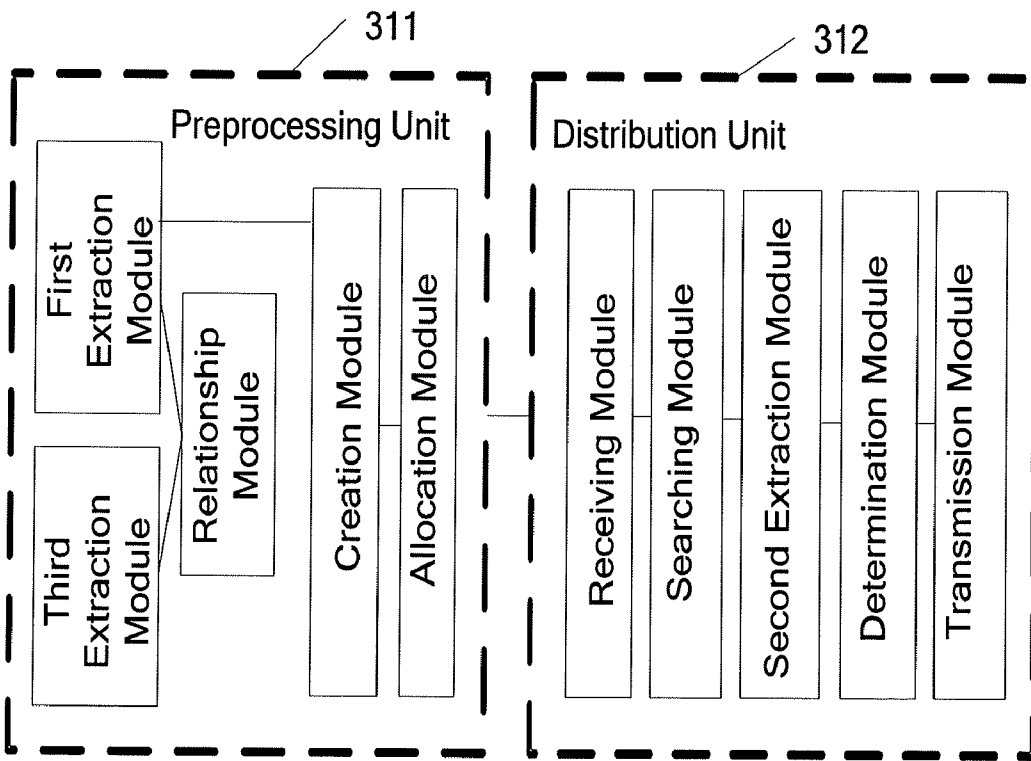 311
312
Preprocessing Unit
First
Extraction
Module
Third
Extraction
Module
Relationship
Module
Creation Module
Allocation Module
Distribution Unit
Receiving Module
Searching Module
Second Extraction Module
Determination Module
Transmission Module